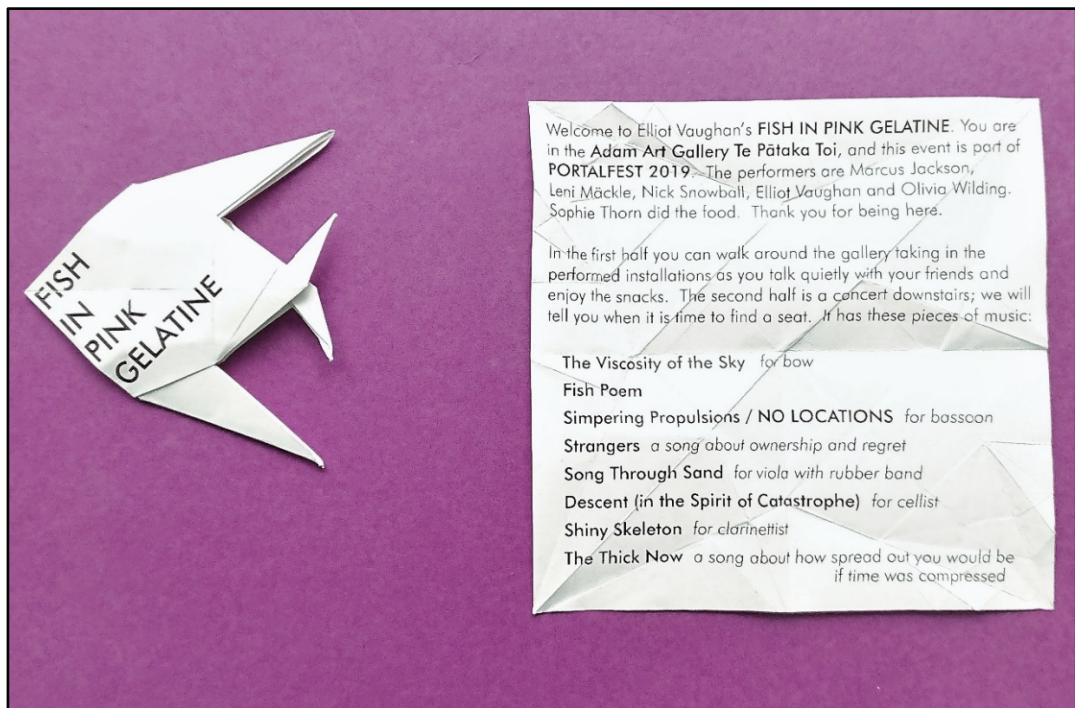 FISH
IN
PINK
GELATINE
Welcome to Elliot Vaughan's FISH IN PINK GELATINE. You are
in the Adam Art Gallery Te Pātaka Toi, and this event is part of
PORTALFEST 2019. The performers are Marcus Jackson,
Leni Mäckle, Nick Snowball, Elliot Vaughan and Olivia Wilding.
Sophie Thorn did the food. Thank you for being here.
In the first half you can walk around the gallery taking in the
performed installations as you talk quietly with your friends and
enjoy the snacks. The second half is a concert downstairs; we will
tell you when it is time to find a seat. It has these pieces of music:
The Viscosity of the Sky for bow
Fish Poem
Simpering Propulsions / NO LOCATIONS for bassoon
Strangers a song about ownership and regret
Song Through Sand for viola with rubber band
Descent (in the Spirit of Catastrophe) for cellist
Shiny Skeleton for clarinettist
The Thick Now a song about how spread out you would be
if time was compressed